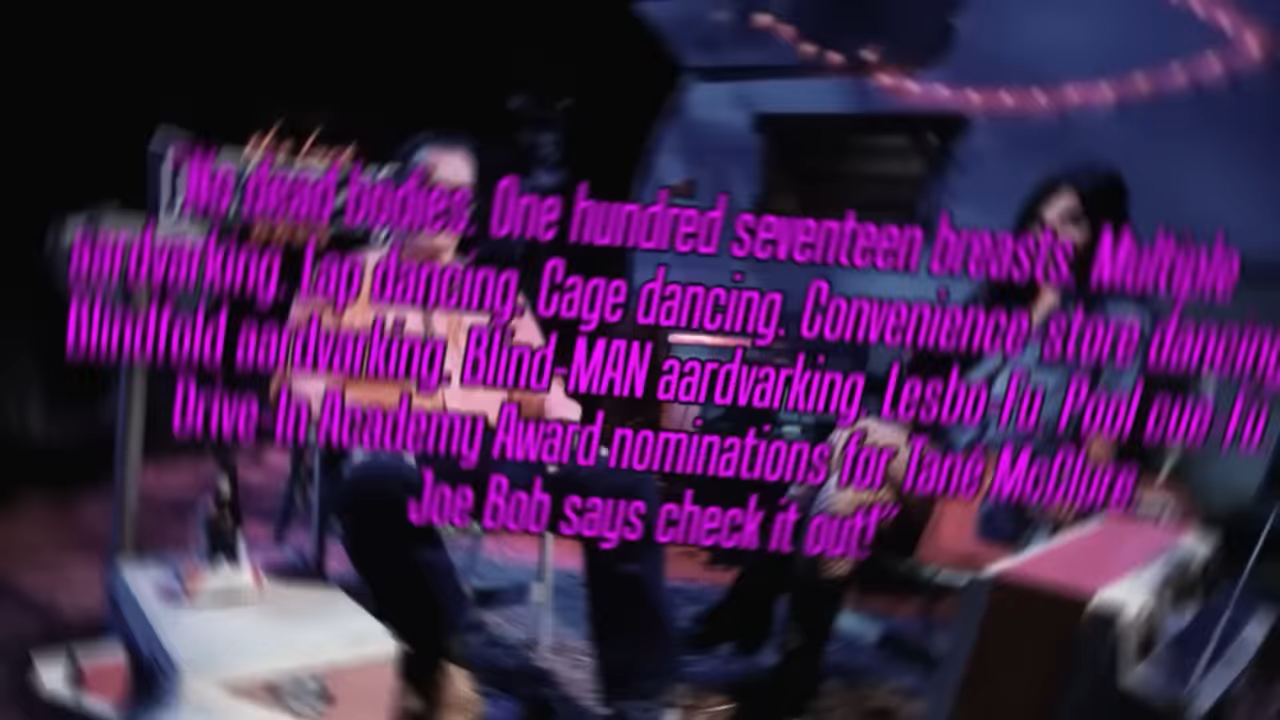 "No dead bodies. One hundred seventeen breasts. Multiple
aardvarking. Lap dancing. Cage dancing. Convenience store dancing.
Blindfold aardvarking. Blind-MAN aardvarking. Lesbo Fu. Pool cue Fu.
Drive-In Academy Award nominations for Tané McClure.
Joe Bob says check it out!"